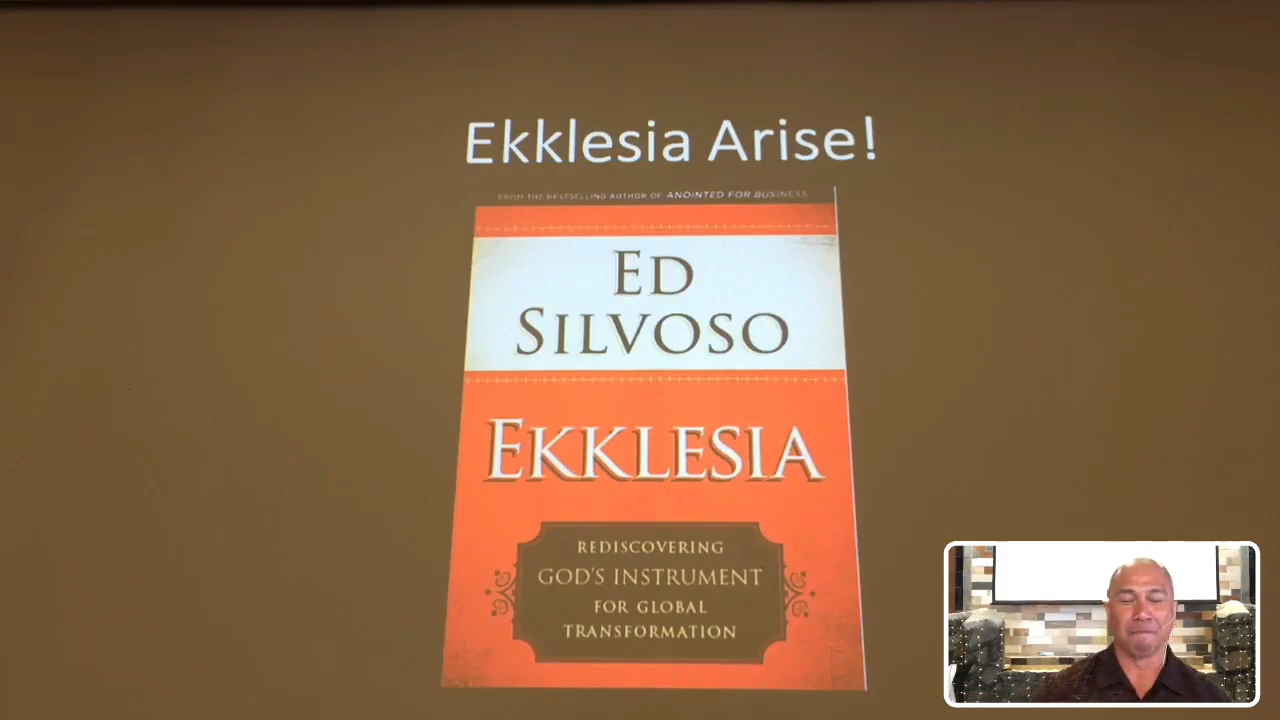 Ekklesia Arise!
FROM THE BESTSELLING AUTHOR OF ANOINTED FOR BUSINESS
ED
SILVOSO
EKKLESIA
REDISCOVERING
GOD'S INSTRUMENT
FOR GLOBAL
TRANSFORMATION